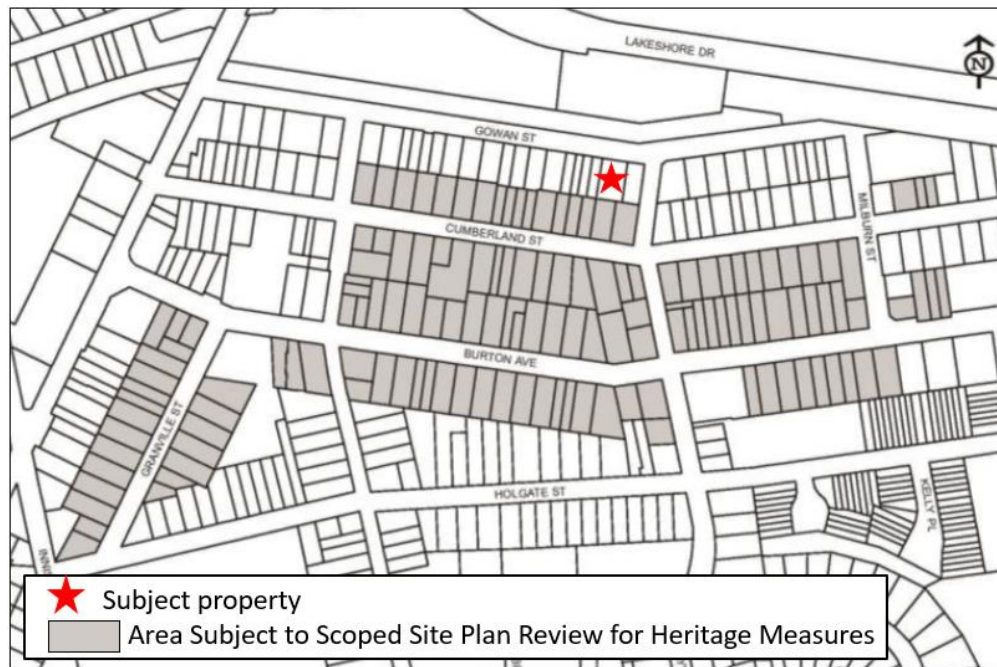 LAKESHORE DR
N
GOWAN ST
MILBURN ST
CUMBERLAND ST
BURTON AVE
GRANVILLE ST
HOLGATE ST
KELLY PL
INNI
Subject property
Area Subject to Scoped Site Plan Review for Heritage Measures